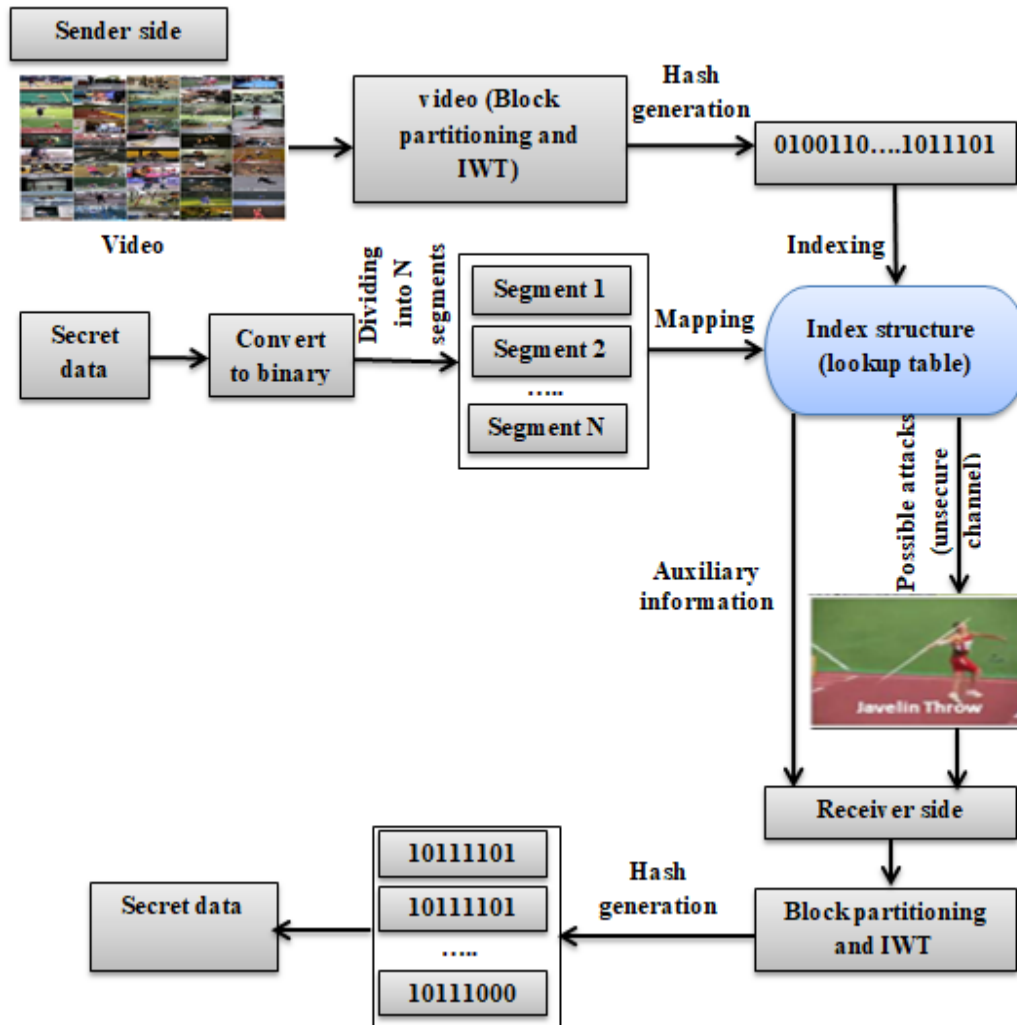 Sender side
video (Block
partitioning and
IWT)
Hash
generation
0100110….1011101
Video
Indexing
Secret
data
Convert
to binary
Dividing
into N
segments
Segment 1
Segment 2
…..
Segment N
Mapping
Index structure
(lookup table)
Possible attacks
(unsecure
channel)
Auxiliary
information
Javelin Throw
Receiver side
Block partitioning
and IWT
Hash
generation
10111101
10111101
…..
10111000
Secret data